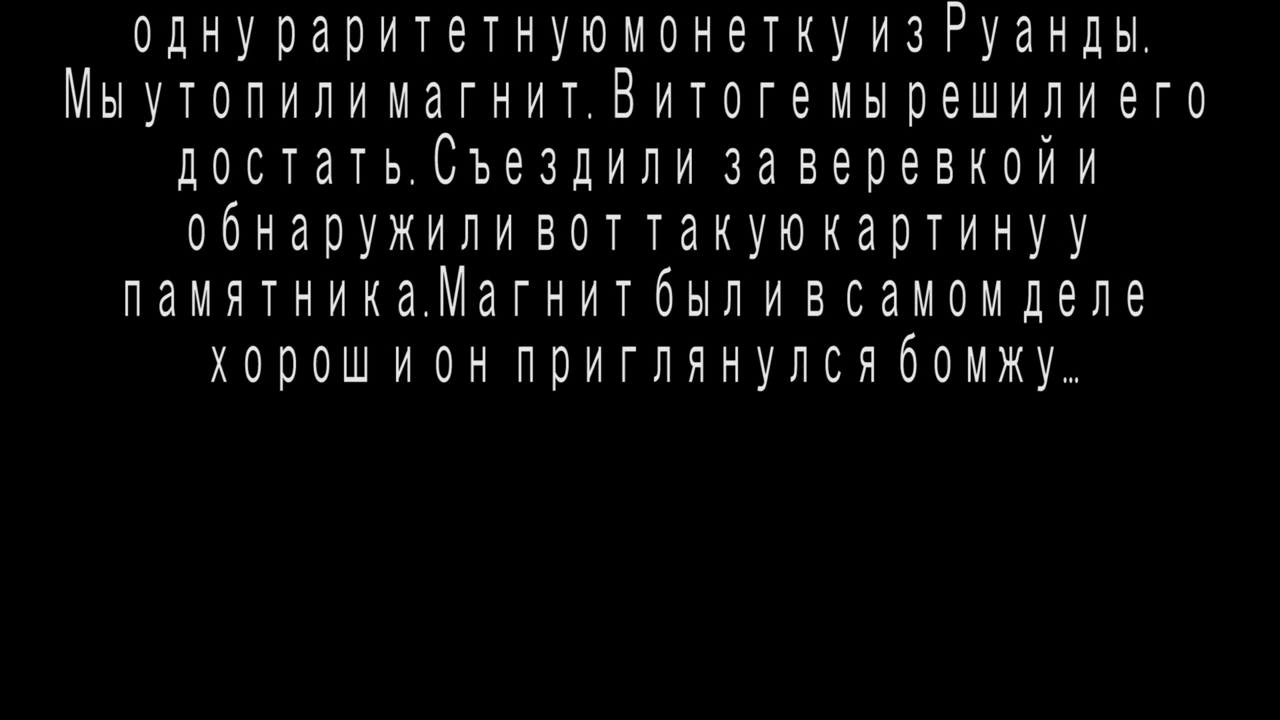 одну раритетную монетку из Руанды.
Мы утопили магнит. В итоге мы решили его
достать. Съездили за веревкой и
обнаружили вот такую картину у
памятника.Магнит был и в самом деле
хорош и он приглянулся бомжу...